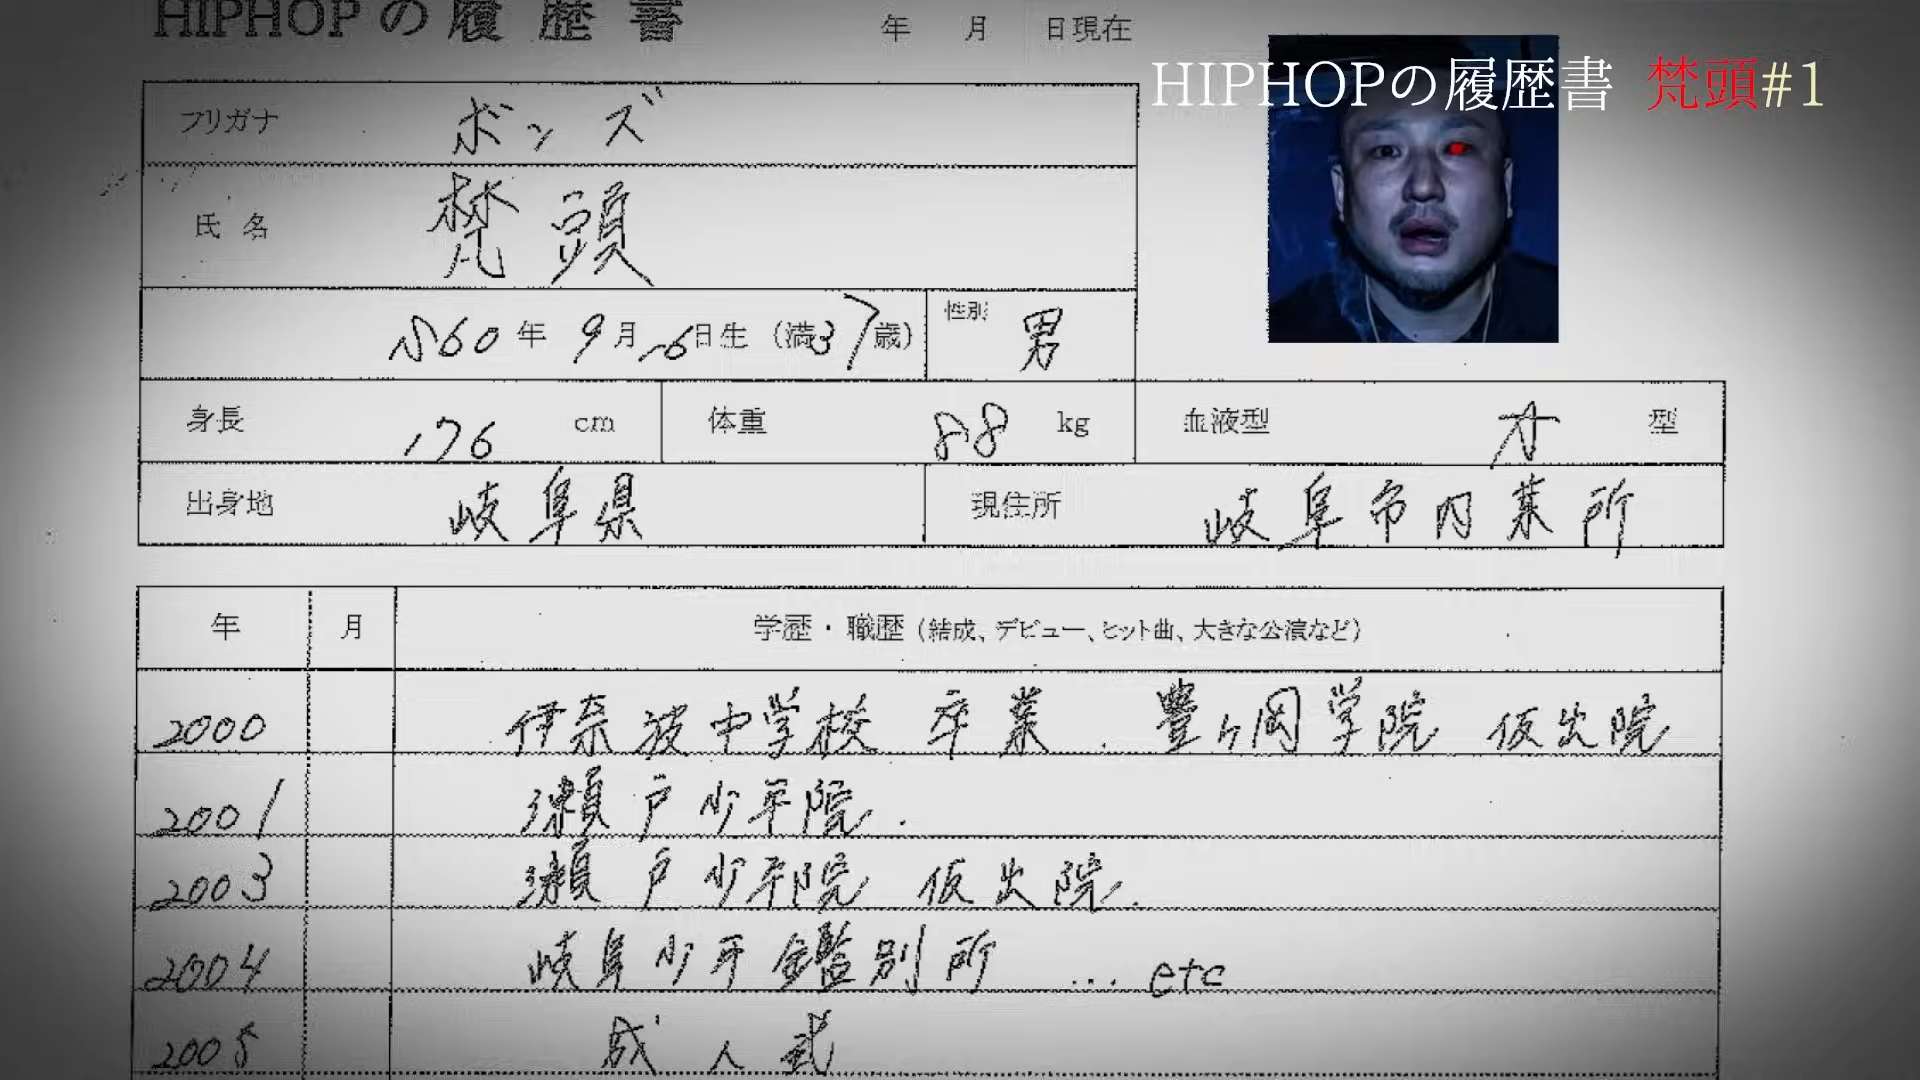 HIPHOPの履歴書
年 月 日現在
HIPHOPの履歴書 梵頭#1
フリガナ ボンズ
氏名 梵頭
S60年 9月 26日生 (満37歳) 性別 男
身長 176 cm 体重 88 kg 血液型 オ 型
出身地 岐阜県 現住所 岐阜市内某所
年 月 学歴・職歴(結成、デビュー、ヒット曲、大きな公演など)
2000 伊奈波中学校 卒業. 豊ヶ岡学院 仮出院
2001 瀬戸少年院.
2003 瀬戸少年院 仮出院.
2004 岐阜少年鑑別所 ...etc
2005 成人式